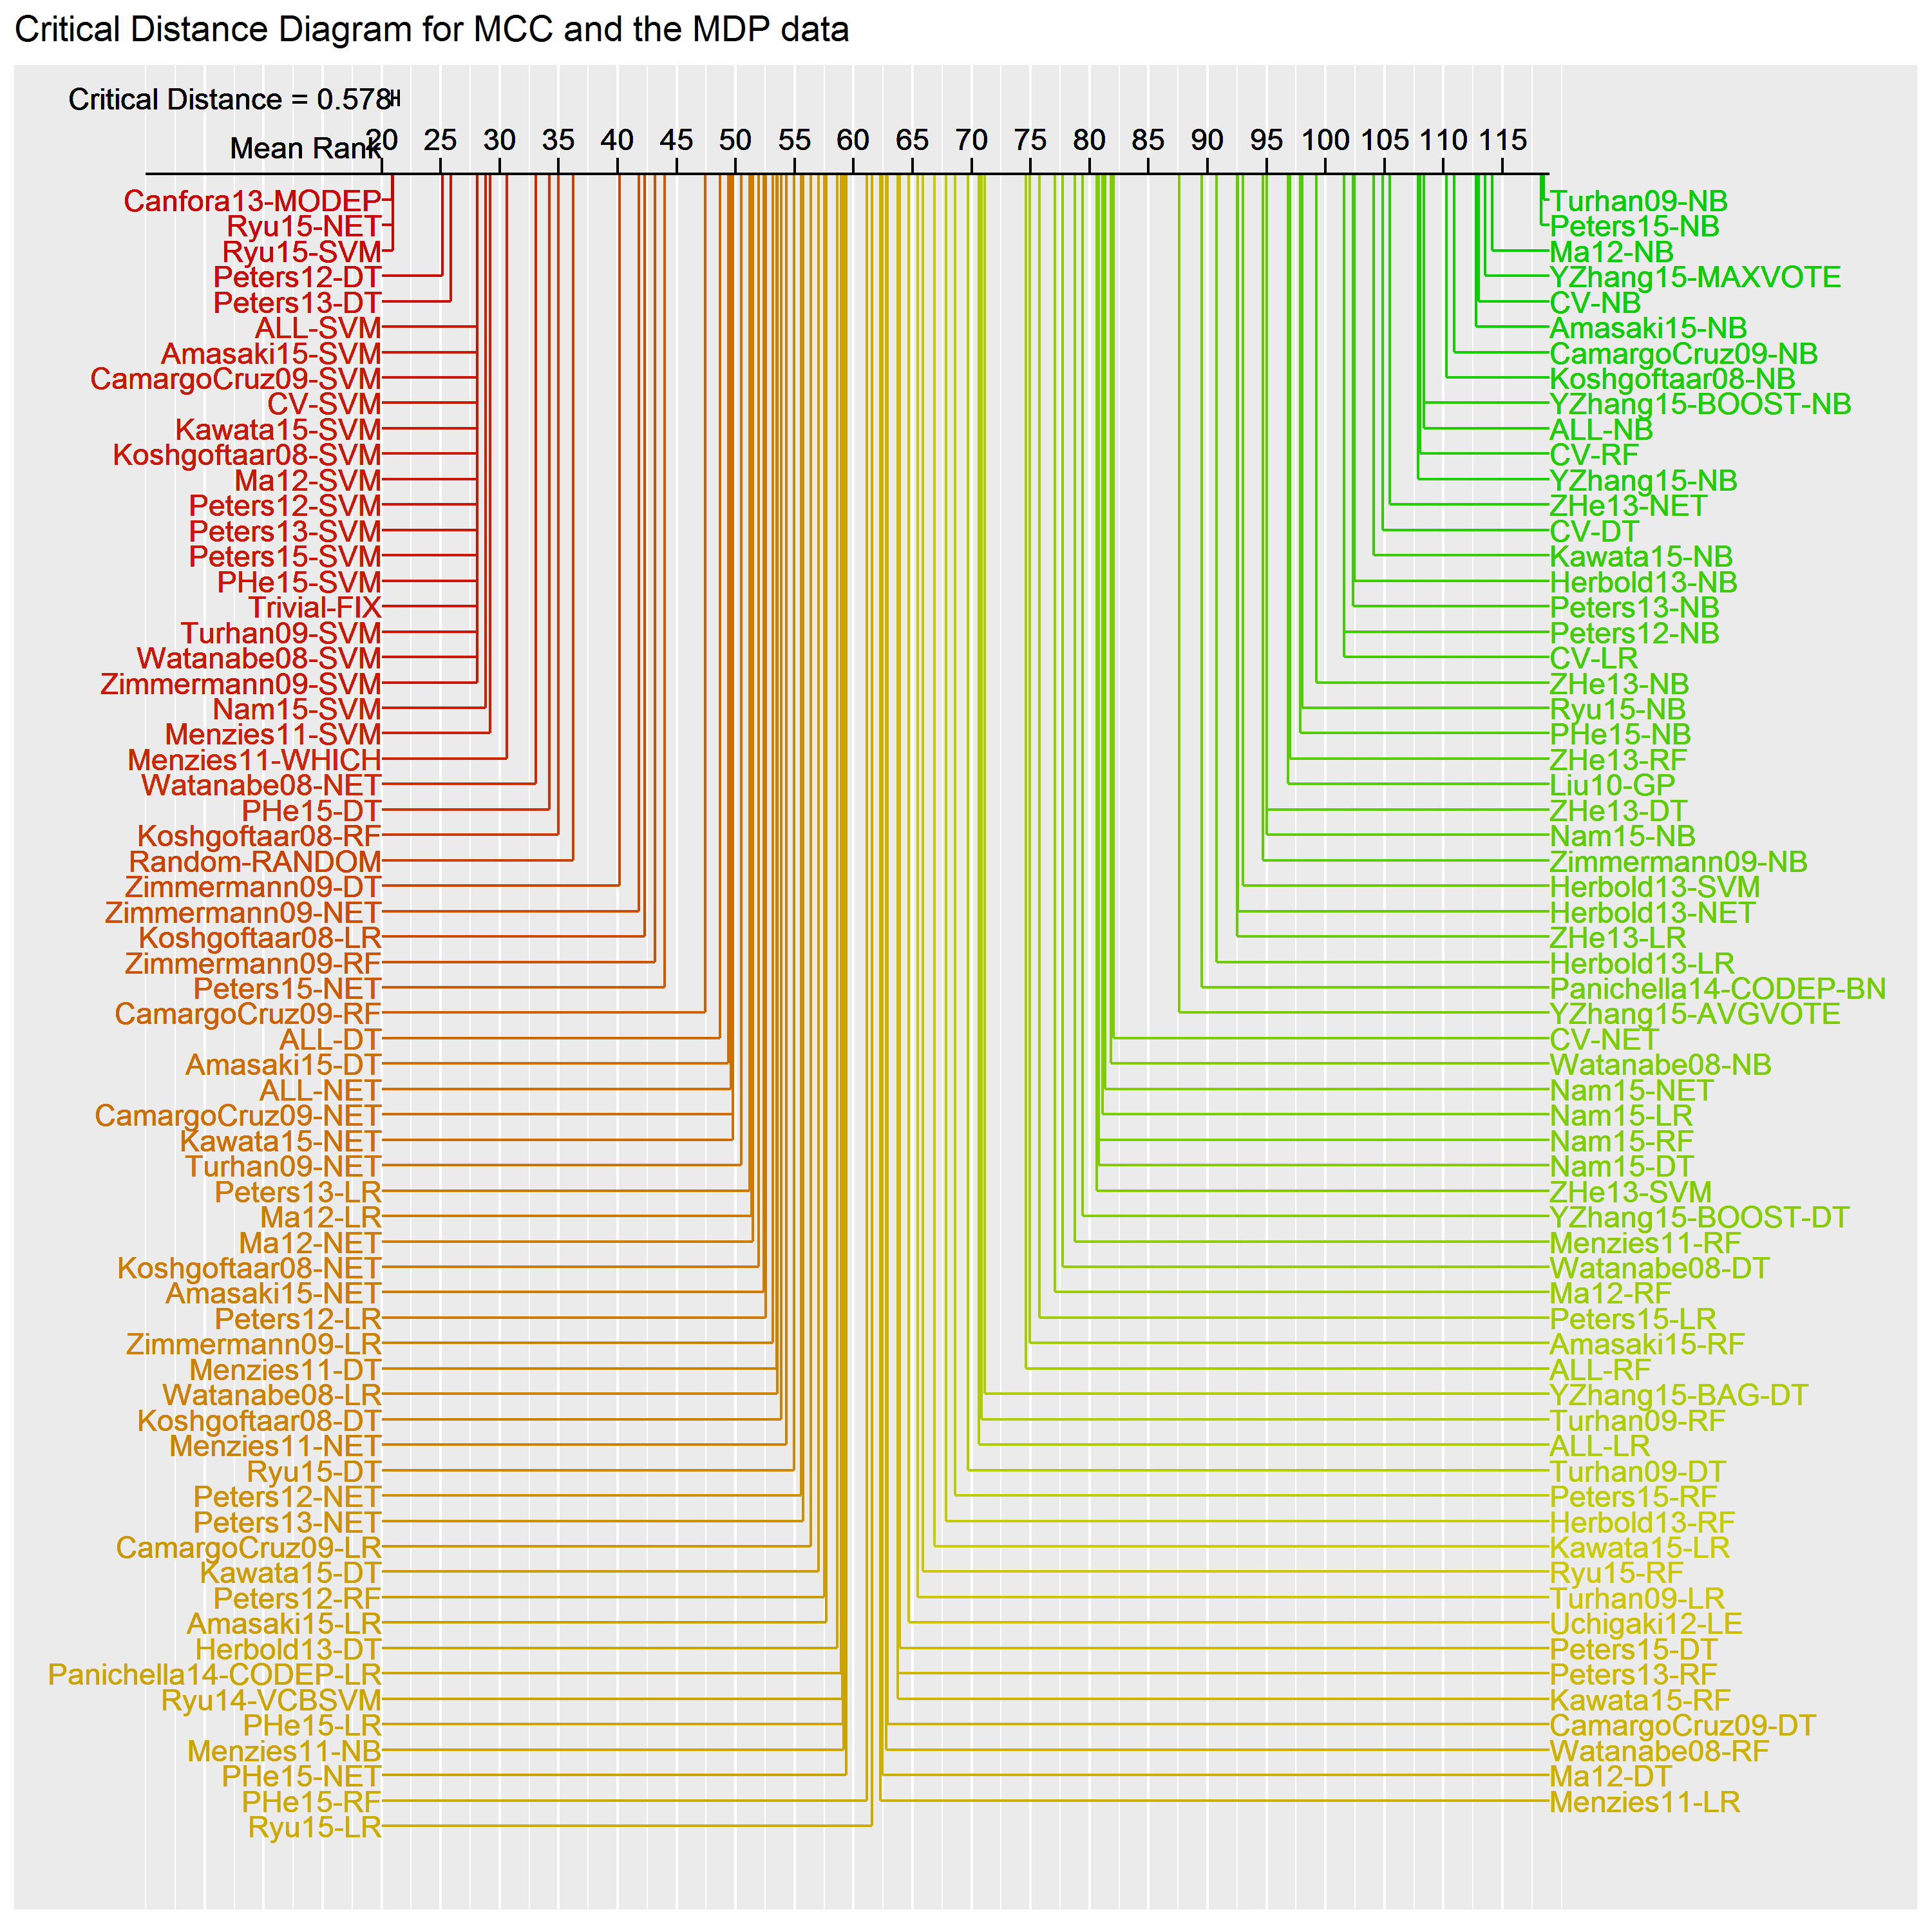 Critical Distance Diagram for MCC and the MDP data
Critical Distance = 0.578
Mean Rank
20 25 30 35 40 45 50 55 60 65 70 75 80 85 90 95 100 105 110 115
Canfora13-MODEP
Ryu15-NET
Ryu15-SVM
Peters12-DT
Peters13-DT
ALL-SVM
Amasaki15-SVM
CamargoCruz09-SVM
CV-SVM
Kawata15-SVM
Koshgoftaar08-SVM
Ma12-SVM
Peters12-SVM
Peters13-SVM
Peters15-SVM
PHe15-SVM
Trivial-FIX
Turhan09-SVM
Watanabe08-SVM
Zimmermann09-SVM
Nam15-SVM
Menzies11-SVM
Menzies11-WHICH
Watanabe08-NET
PHe15-DT
Koshgoftaar08-RF
Random-RANDOM
Zimmermann09-DT
Zimmermann09-NET
Koshgoftaar08-LR
Zimmermann09-RF
Peters15-NET
CamargoCruz09-RF
ALL-DT
Amasaki15-DT
ALL-NET
CamargoCruz09-NET
Kawata15-NET
Turhan09-NET
Peters13-LR
Ma12-LR
Ma12-NET
Koshgoftaar08-NET
Amasaki15-NET
Peters12-LR
Zimmermann09-LR
Menzies11-DT
Watanabe08-LR
Koshgoftaar08-DT
Menzies11-NET
Ryu15-DT
Peters12-NET
Peters13-NET
CamargoCruz09-LR
Kawata15-DT
Peters12-RF
Amasaki15-LR
Herbold13-DT
Panichella14-CODEP-LR
Ryu14-VCBSVM
PHe15-LR
Menzies11-NB
PHe15-NET
PHe15-RF
Ryu15-LR
Turhan09-NB
Peters15-NB
Ma12-NB
YZhang15-MAXVOTE
CV-NB
Amasaki15-NB
CamargoCruz09-NB
Koshgoftaar08-NB
YZhang15-BOOST-NB
ALL-NB
CV-RF
YZhang15-NB
ZHe13-NET
CV-DT
Kawata15-NB
Herbold13-NB
Peters13-NB
Peters12-NB
CV-LR
ZHe13-NB
Ryu15-NB
PHe15-NB
ZHe13-RF
Liu10-GP
ZHe13-DT
Nam15-NB
Zimmermann09-NB
Herbold13-SVM
Herbold13-NET
ZHe13-LR
Herbold13-LR
Panichella14-CODEP-BN
YZhang15-AVGVOTE
CV-NET
Watanabe08-NB
Nam15-NET
Nam15-LR
Nam15-RF
Nam15-DT
ZHe13-SVM
YZhang15-BOOST-DT
Menzies11-RF
Watanabe08-DT
Ma12-RF
Peters15-LR
Amasaki15-RF
ALL-RF
YZhang15-BAG-DT
Turhan09-RF
ALL-LR
Turhan09-DT
Peters15-RF
Herbold13-RF
Kawata15-LR
Ryu15-RF
Turhan09-LR
Uchigaki12-LE
Peters15-DT
Peters13-RF
Kawata15-RF
CamargoCruz09-DT
Watanabe08-RF
Ma12-DT
Menzies11-LR